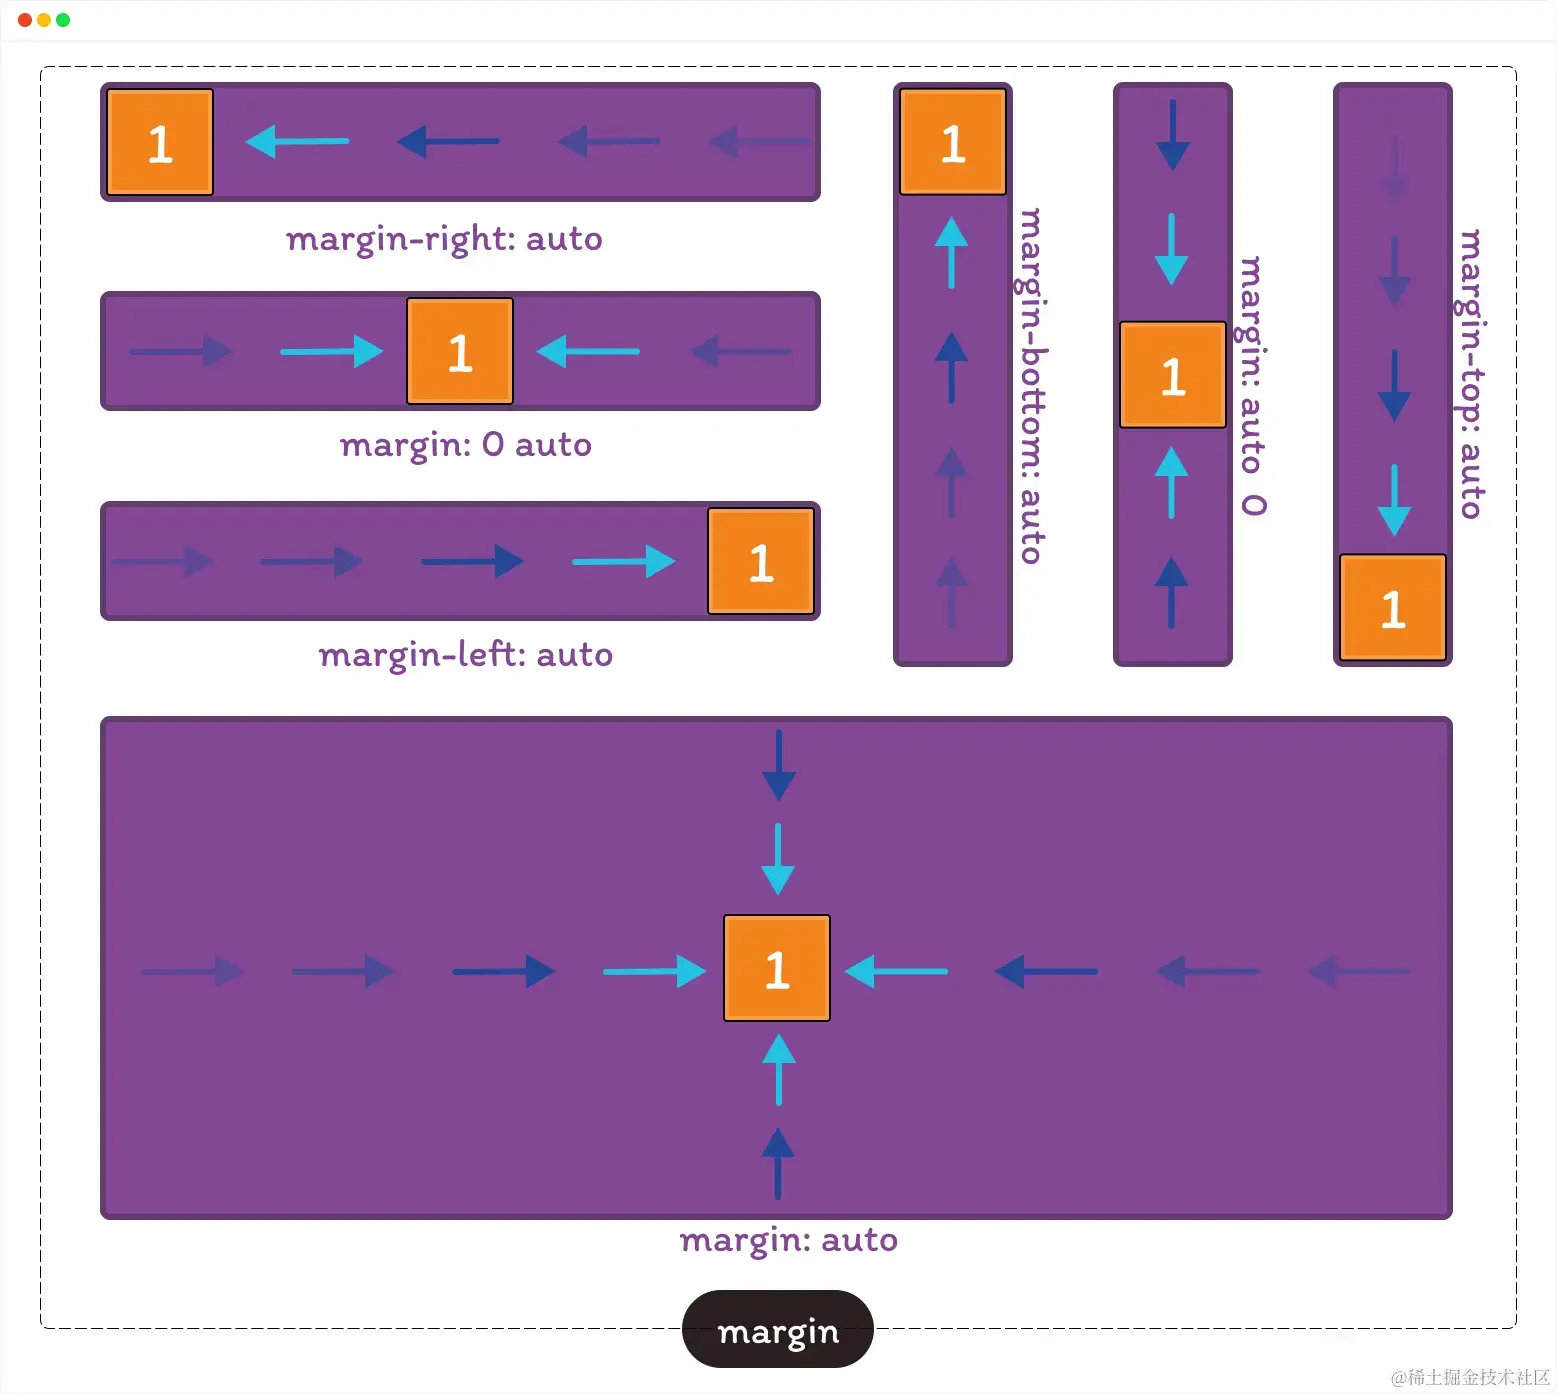 1
margin-right: auto
1
margin: 0 auto
1
margin-left: auto
1
margin-bottom: auto
1
margin: auto 0
1
margin-top: auto
1
margin: auto
margin
@稀土掘金技术社区